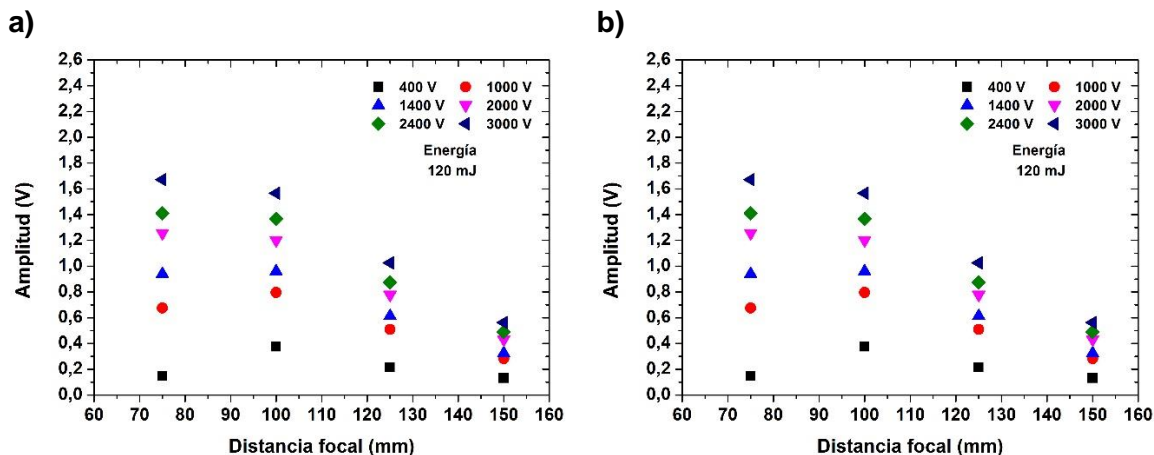 a)
2,6
2,4
2,2
2,0
1,8
1,6
1,4
1,2
1,0
0,8
0,6
0,4
0,2
0,0
Amplitud (V)
400 V 1000 V
1400 V 2000 V
2400 V 3000 V
Energía
120 mJ
60 70 80 90 100 110 120 130 140 150 160
Distancia focal (mm)
b)
2,6
2,4
2,2
2,0
1,8
1,6
1,4
1,2
1,0
0,8
0,6
0,4
0,2
0,0
Amplitud (V)
400 V 1000 V
1400 V 2000 V
2400 V 3000 V
Energía
120 mJ
60 70 80 90 100 110 120 130 140 150 160
Distancia focal (mm)